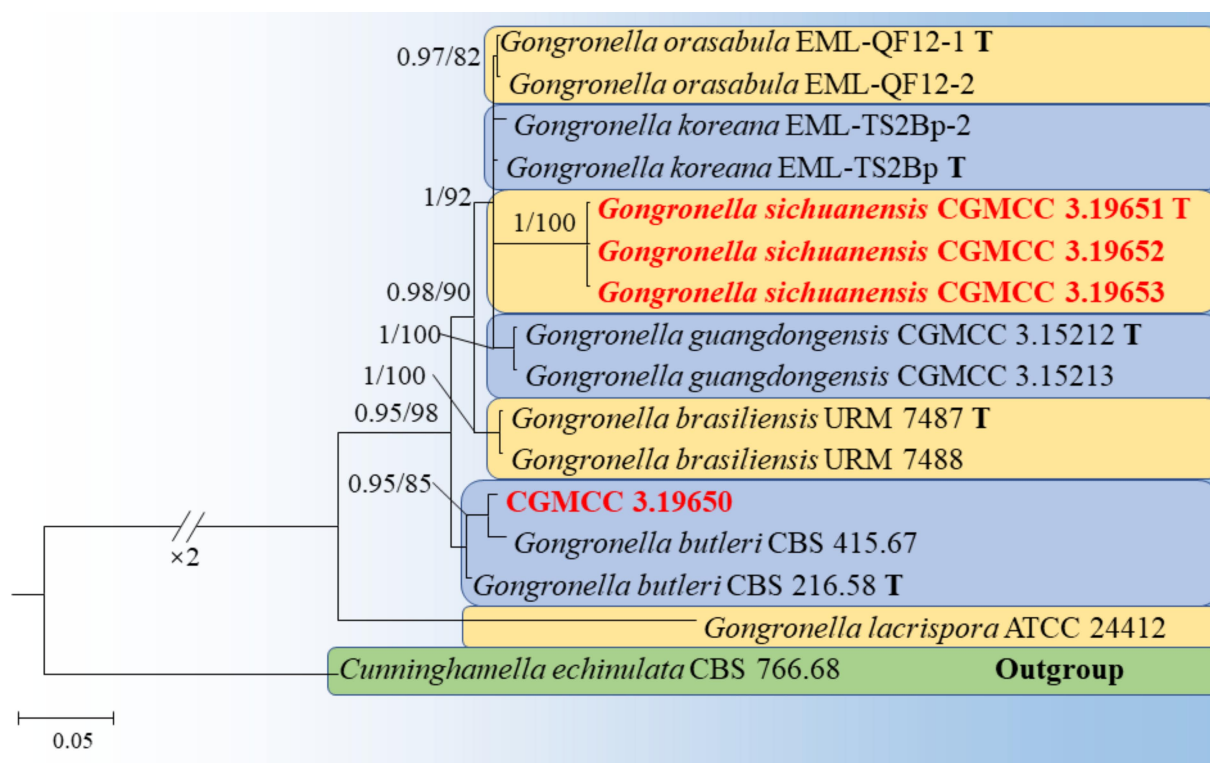 Gongronella orasabula EML-QF12-1 T
0.97/82
Gongronella orasabula EML-QF12-2
Gongronella koreana EML-TS2Bp-2
Gongronella koreana EML-TS2Bp T
1/92
Gongronella sichuanensis CGMCC 3.19651 T
1/100
Gongronella sichuanensis CGMCC 3.19652
Gongronella sichuanensis CGMCC 3.19653
0.98/90
1/100
Gongronella guangdongensis CGMCC 3.15212 T
Gongronella guangdongensis CGMCC 3.15213
1/100
0.95/98
Gongronella brasiliensis URM 7487 T
Gongronella brasiliensis URM 7488
0.95/85
CGMCC 3.19650
Gongronella butleri CBS 415.67
×2
Gongronella butleri CBS 216.58 T
Gongronella lacrispora ATCC 24412
Cunninghamella echinulata CBS 766.68 Outgroup
0.05